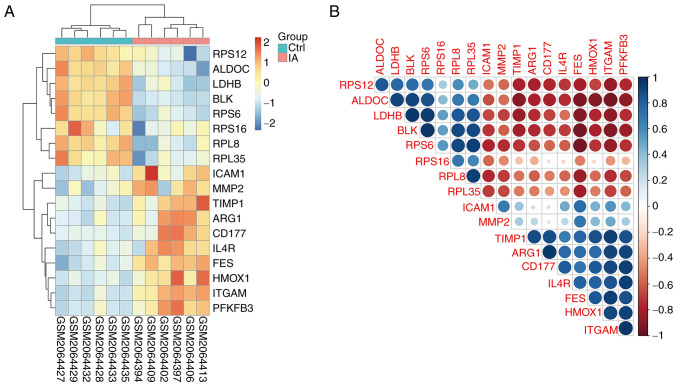 A
Group
Ctrl
IA
2
1
0
-1
-2
RPS12
ALDOC
LDHB
BLK
RPS6
RPS16
RPL8
RPL35
ICAM1
MMP2
TIMP1
ARG1
CD177
IL4R
FES
HMOX1
ITGAM
PFKFB3
GSM2064427
GSM2064429
GSM2064432
GSM2064428
GSM2064433
GSM2064435
GSM2064394
GSM2064409
GSM2064402
GSM2064397
GSM2064406
GSM2064413
B
ALDOC
LDHB
BLK
RPS6
RPS16
RPL8
RPL35
ICAM1
MMP2
TIMP1
ARG1
CD177
IL4R
FES
HMOX1
ITGAM
PFKFB3
RPS12
ALDOC
LDHB
BLK
RPS6
RPS16
RPL8
RPL35
ICAM1
MMP2
TIMP1
ARG1
CD177
IL4R
FES
HMOX1
ITGAM
1
0.8
0.6
0.4
0.2
0
-0.2
-0.4
-0.6
-0.8
-1